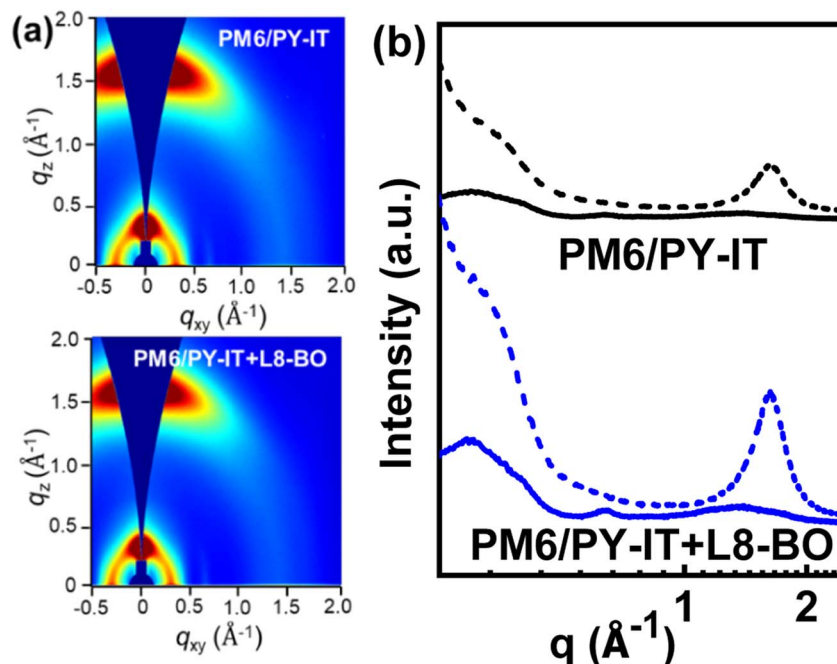 (a)
PM6/PY-IT
2.0
1.5
1.0
0.5
0
qz (Å-1)
-0.5 0 0.5 1.0 1.5 2.0
qxy (Å-1)
PM6/PY-IT+L8-BO
2.0
1.5
1.0
0.5
0
qz (Å-1)
-0.5 0 0.5 1.0 1.5 2.0
qxy (Å-1)
(b)
Intensity (a.u.)
PM6/PY-IT
PM6/PY-IT+L8-BO
1 2
q (Å-1)